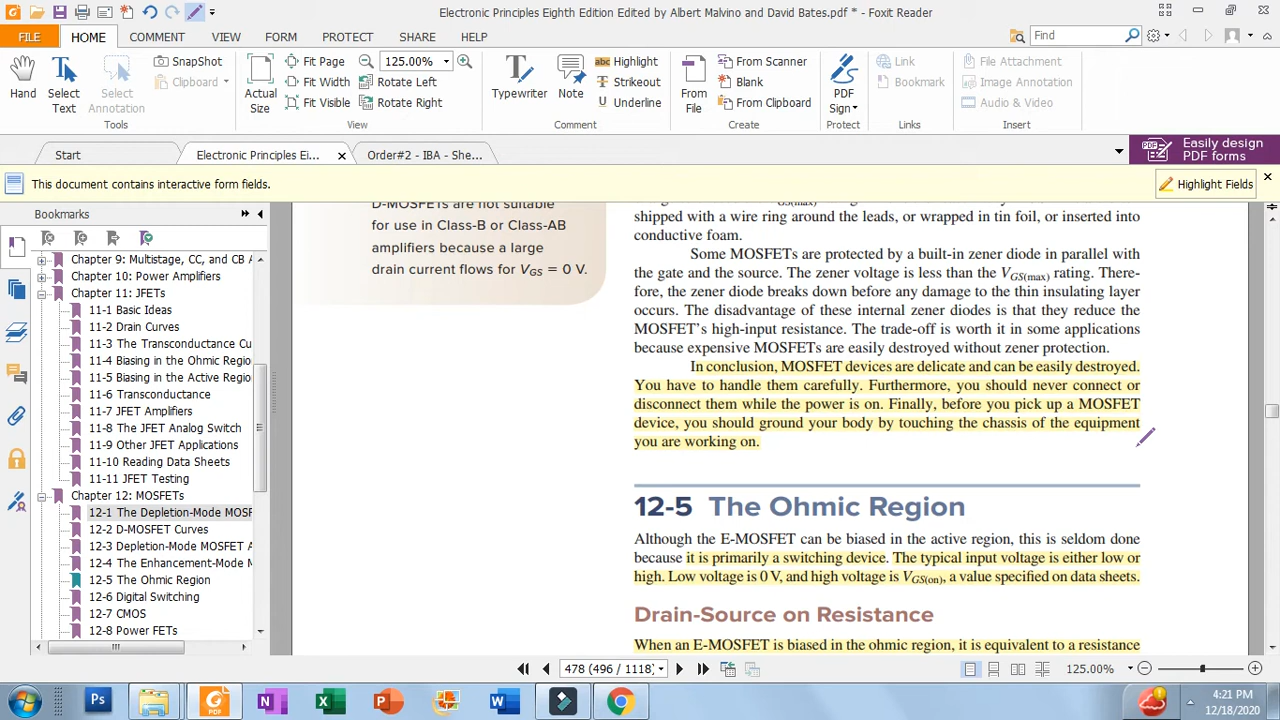 Electronic Principles Eighth Edition Edited by Albert Malvino and David Bates.pdf * - Foxit Reader
FILE HOME COMMENT VIEW FORM PROTECT SHARE HELP Find
Hand
Select Text
Select Annotation
SnapShot
Clipboard
Tools
Actual Size
Fit Page
Fit Width
Fit Visible
125.00%
Rotate Left
Rotate Right
View
Typewriter
Note
abc Highlight
Strikeout
U Underline
Comment
From File
From Scanner
Blank
From Clipboard
Create
PDF Sign
Protect
Link
Bookmark
Links
File Attachment
Image Annotation
Audio & Video
Insert
Start
Electronic Principles Ei...
Order#2 - IBA - She...
Easily design PDF forms
This document contains interactive form fields.
Highlight Fields
Bookmarks
Chapter 9: Multistage, CC, and CB A
Chapter 10: Power Amplifiers
Chapter 11: JFETs
11-1 Basic Ideas
11-2 Drain Curves
11-3 The Transconductance Cu
11-4 Biasing in the Ohmic Regio
11-5 Biasing in the Active Region
11-6 Transconductance
11-7 JFET Amplifiers
11-8 The JFET Analog Switch
11-9 Other JFET Applications
11-10 Reading Data Sheets
11-11 JFET Testing
Chapter 12: MOSFETs
12-1 The Depletion-Mode MOSF
12-2 D-MOSFET Curves
12-3 Depletion-Mode MOSFET A
12-4 The Enhancement-Mode M
12-5 The Ohmic Region
12-6 Digital Switching
12-7 CMOS
12-8 Power FETs
D-MOSFETs are not suitable
for use in Class-B or Class-AB
amplifiers because a large
drain current flows for VGS = 0 V.
shipped with a wire ring around the leads, or wrapped in tin foil, or inserted into
conductive foam.
Some MOSFETs are protected by a built-in zener diode in parallel with
the gate and the source. The zener voltage is less than the VGS(max) rating. There-
fore, the zener diode breaks down before any damage to the thin insulating layer
occurs. The disadvantage of these internal zener diodes is that they reduce the
MOSFET's high-input resistance. The trade-off is worth it in some applications
because expensive MOSFETs are easily destroyed without zener protection.
In conclusion, MOSFET devices are delicate and can be easily destroyed.
You have to handle them carefully. Furthermore, you should never connect or
disconnect them while the power is on. Finally, before you pick up a MOSFET
device, you should ground your body by touching the chassis of the equipment
you are working on.
12-5 The Ohmic Region
Although the E-MOSFET can be biased in the active region, this is seldom done
because it is primarily a switching device. The typical input voltage is either low or
high. Low voltage is 0 V, and high voltage is VGS(on), a value specified on data sheets.
Drain-Source on Resistance
When an E-MOSFET is biased in the ohmic region, it is equivalent to a resistance
478 (496 / 1118)
125.00%
Ps
PDF
N
X
P
W
4:21 PM
12/18/2020